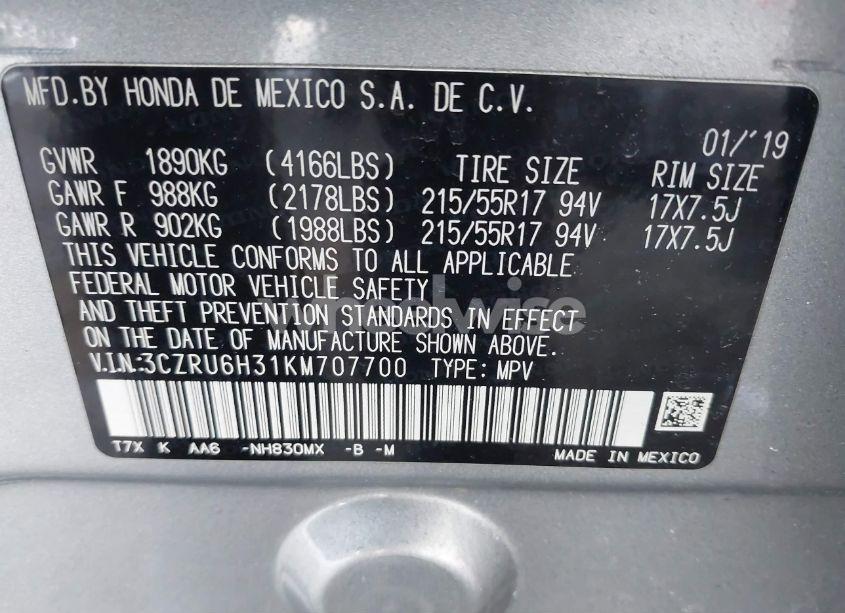 MFD.BY HONDA DE MEXICO S.A. DE C.V.
01/'19
GVWR 1890KG (4166LBS) TIRE SIZE RIM SIZE
GAWR F 988KG (2178LBS) 215/55R17 94V 17X7.5J
GAWR R 902KG (1988LBS) 215/55R17 94V 17X7.5J
THIS VEHICLE CONFORMS TO ALL APPLICABLE
FEDERAL MOTOR VEHICLE SAFETY
AND THEFT PREVENTION STANDARDS IN EFFECT
ON THE DATE OF MANUFACTURE SHOWN ABOVE.
V.I.N:3CZRU6H31KM707700 TYPE: MPV
T7X K AA6 -NH830MX -B -M
MADE IN MEXICO
wheelwise